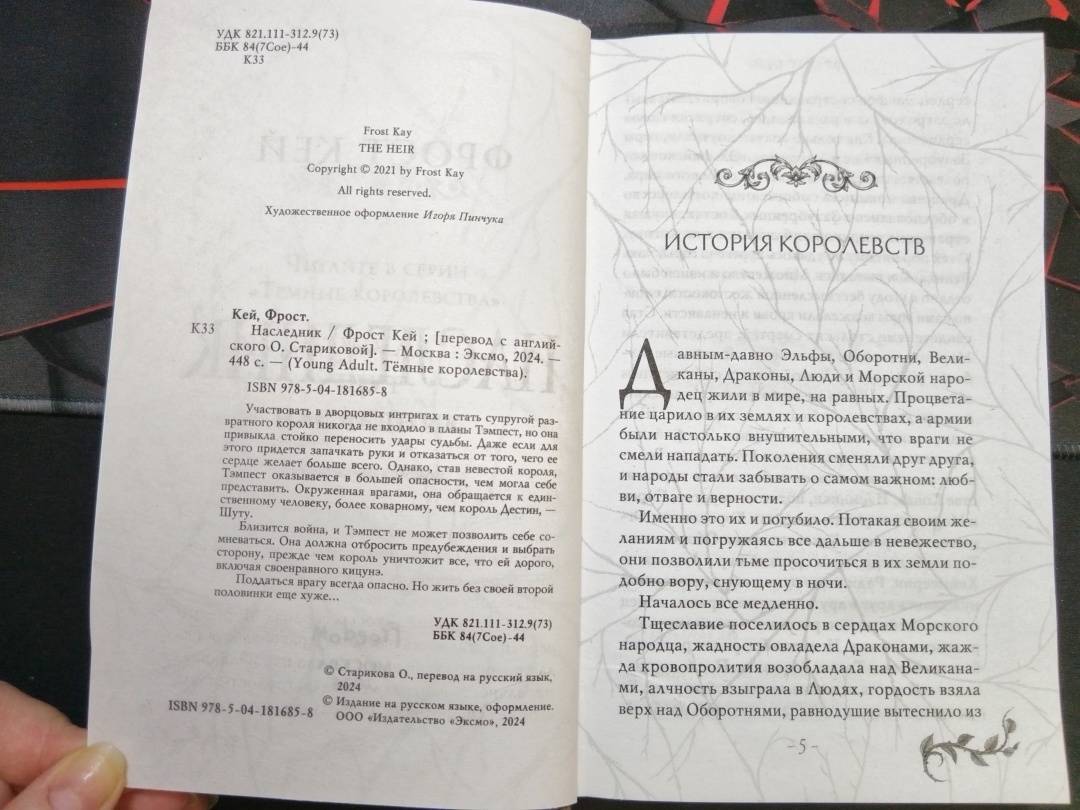 УДК 821.111-312.9(73)
ББК 84(7Сое)-44
К33
Frost Kay
THE HEIR
Copyright © 2021 by Frost Kay
All rights reserved.
Художественное оформление Игоря Пинчука
Кей, Фрост.
К33 Наследник / Фрост Кей ; [перевод с англий-
ского О. Стариковой]. — Москва : Эксмо, 2024. —
448 с. — (Young Adult. Тёмные королевства).
ISBN 978-5-04-181685-8
Участвовать в дворцовых интригах и стать супругой раз-
вратного короля никогда не входило в планы Тэмпест, но она
привыкла стойко переносить удары судьбы. Даже если для
этого придется запачкать руки и отказаться от того, чего ее
сердце желает больше всего. Однако, став невестой короля,
Тэмпест оказывается в большей опасности, чем могла себе
представить. Окруженная врагами, она обращается к един-
ственному человеку, более коварному, чем король Дестин, —
Шуту.
Близится война, и Тэмпест не может позволить себе со-
мневаться. Она должна отбросить предубеждения и выбрать
сторону, прежде чем король уничтожит все, что ей дорого,
включая своенравного кицунэ.
Поддаться врагу всегда опасно. Но жить без своей второй
половинки еще хуже...
УДК 821.111-312.9(73)
ББК 84(7Сое)-44
© Старикова О., перевод на русский язык,
2024
© Издание на русском языке, оформление.
ООО «Издательство «Эксмо», 2024
ISBN 978-5-04-181685-8
ИСТОРИЯ КОРОЛЕВСТВ
Давным-давно Эльфы, Оборотни, Вели-
каны, Драконы, Люди и Морской наро-
дец жили в мире, на равных. Процвета-
ние царило в их землях и королевствах, а армии
были настолько внушительными, что враги не
смели нападать. Поколения сменяли друг друга,
и народы стали забывать о самом важном: люб-
ви, отваге и верности.
Именно это их и погубило. Потакая своим же-
ланиям и погружаясь все дальше в невежество,
они позволили тьме просочиться в их земли по-
добно вору, снующему в ночи.
Началось все медленно.
Тщеславие поселилось в сердцах Морского
народца, жадность овладела Драконами, жаж-
да кровопролития возобладала над Великана-
ми, алчность взыграла в Людях, гордость взяла
верх над Оборотнями, равнодушие вытеснило из
-5-